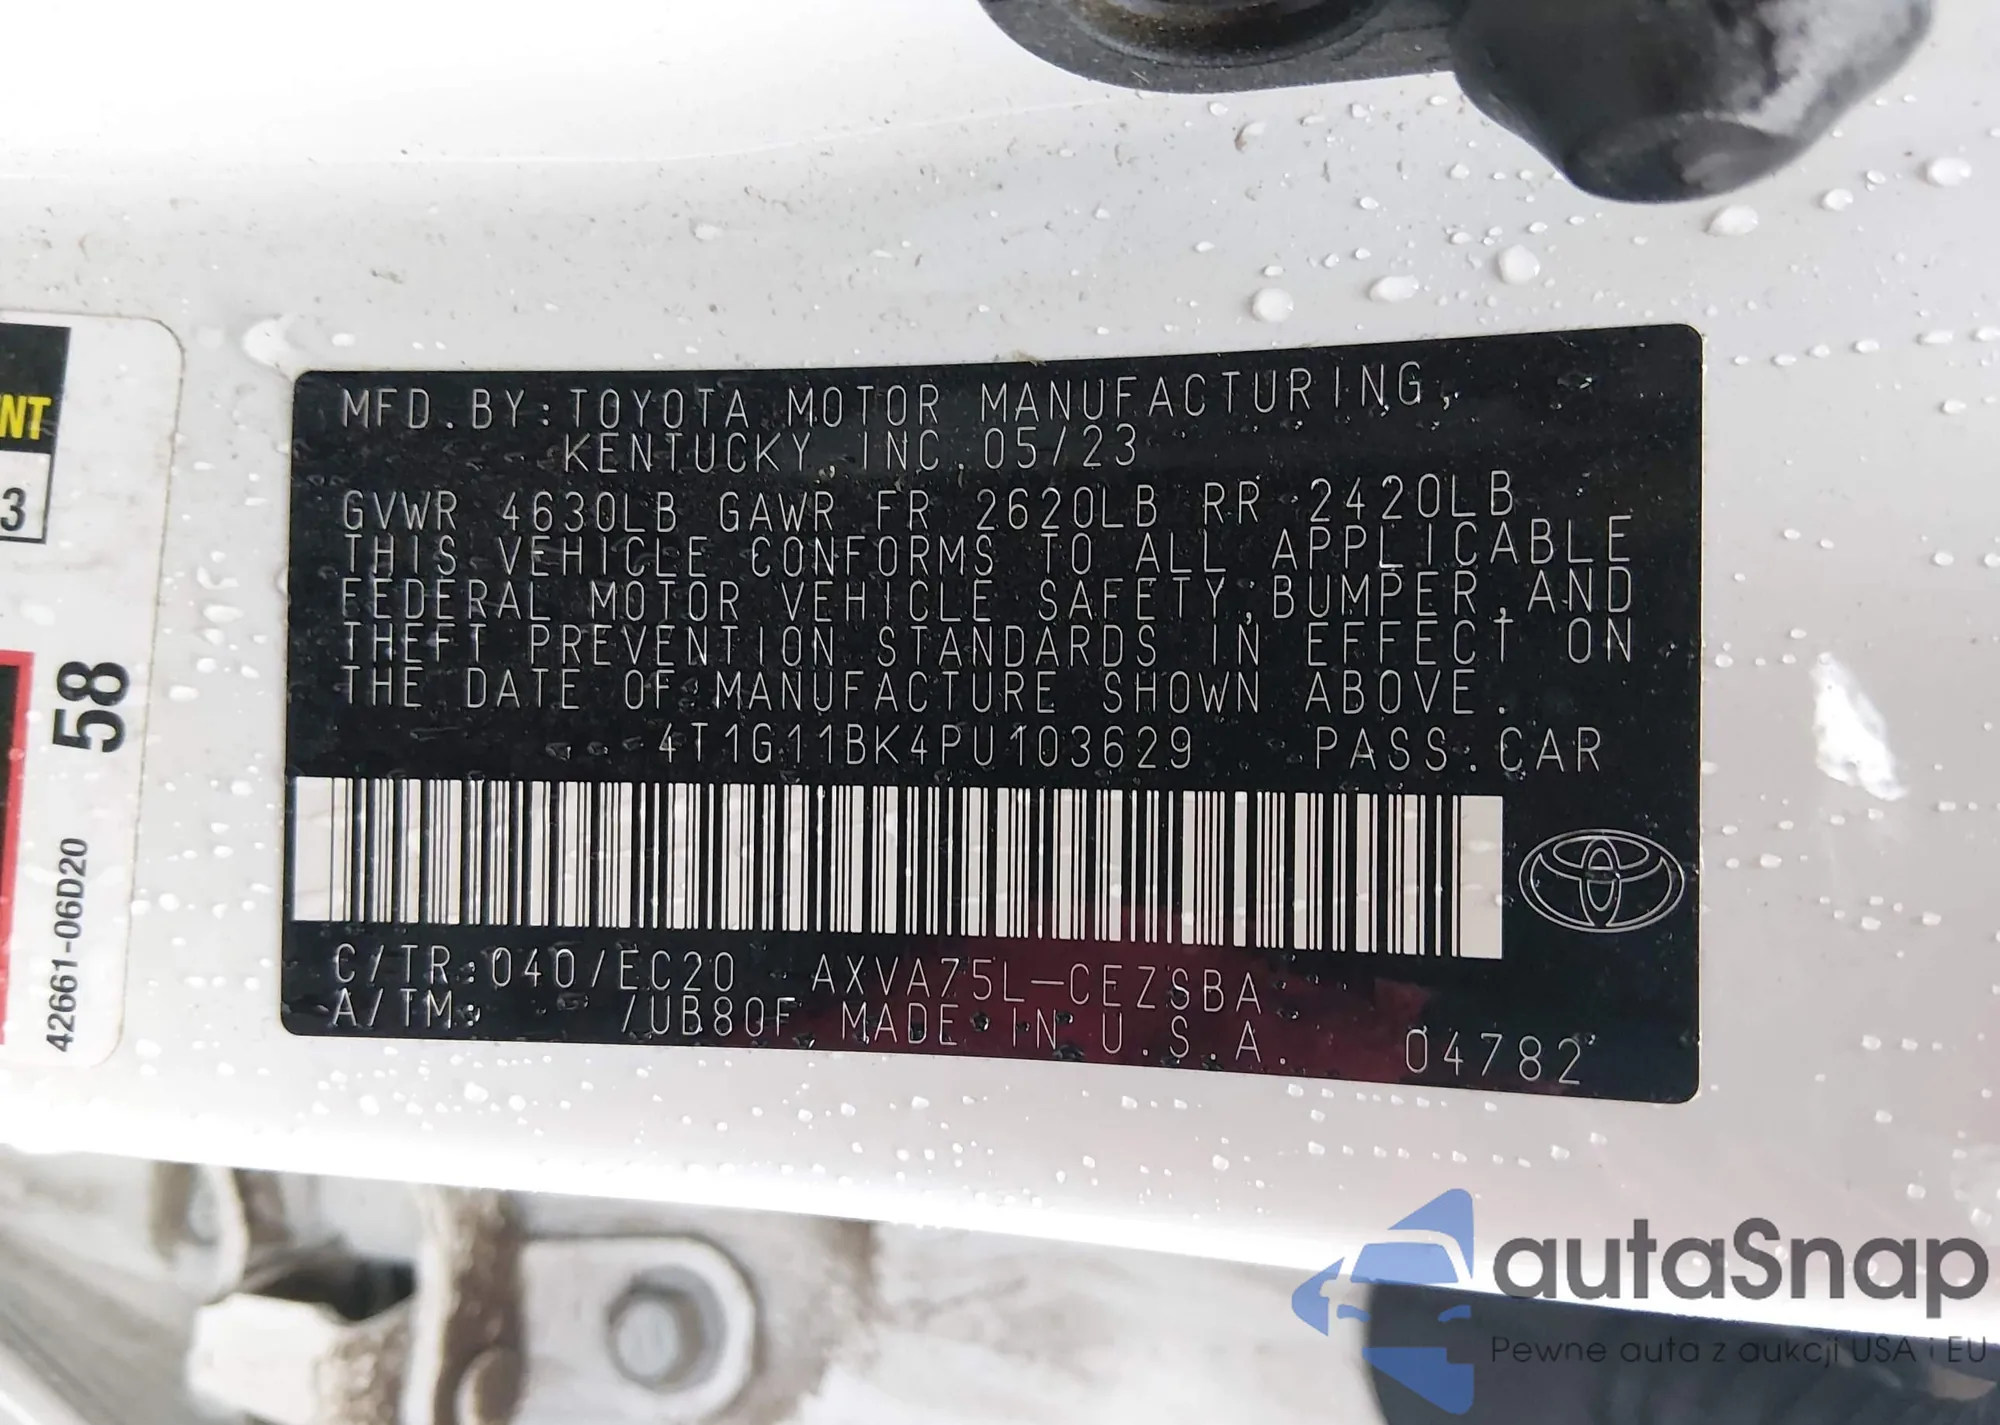 MFD.BY:TOYOTA MOTOR MANUFACTURING,
KENTUCKY, INC. 05/23
GVWR 4630LB GAWR FR 2620LB RR 2420LB
THIS VEHICLE CONFORMS TO ALL APPLICABLE
FEDERAL MOTOR VEHICLE SAFETY, BUMPER, AND
THEFT PREVENTION STANDARDS IN EFFECT ON
THE DATE OF MANUFACTURE SHOWN ABOVE.
4T1G11BK4PU103629 PASS.CAR
C/TR:040/EC20 AXVA75L-CEZSBA
A/TM: /UB80F MADE IN U.S.A. 04782
NT
3
58
42661-06D20
autaSnap
Pewne auta z aukcji USA i EU